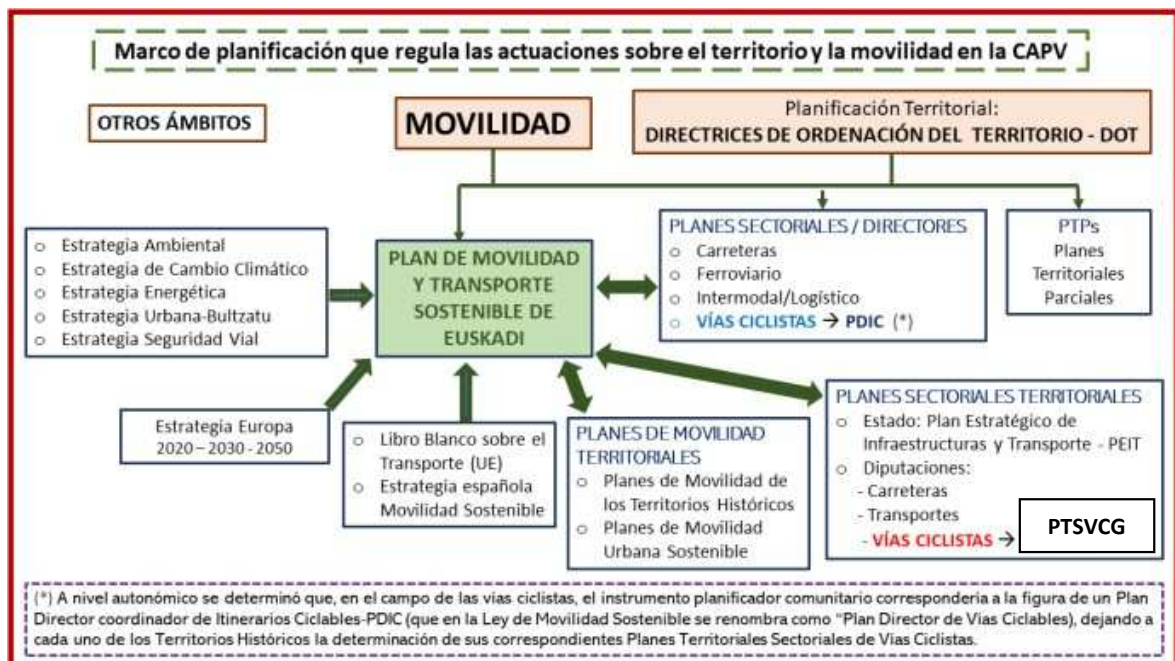 Marco de planificación que regula las actuaciones sobre el territorio y la movilidad en la CAPV
OTROS ÁMBITOS
MOVILIDAD
Planificación Territorial:
DIRECTRICES DE ORDENACIÓN DEL TERRITORIO - DOT
o Estrategia Ambiental
o Estrategia de Cambio Climático
o Estrategia Energética
o Estrategia Urbana-Bultzatu
o Estrategia Seguridad Vial
PLAN DE MOVILIDAD
Y TRANSPORTE
SOSTENIBLE DE
EUSKADI
PLANES SECTORIALES / DIRECTORES
o Carreteras
o Ferroviario
o Intermodal/Logístico
o VÍAS CICLISTAS → PDIC (*)
PTPs
Planes
Territoriales
Parciales
Estrategia Europa
2020 – 2030 - 2050
o Libro Blanco sobre el
Transporte (UE)
o Estrategia española
Movilidad Sostenible
PLANES DE MOVILIDAD
TERRITORIALES
o Planes de Movilidad de
los Territorios Históricos
o Planes de Movilidad
Urbana Sostenible
PLANES SECTORIALES TERRITORIALES
o Estado: Plan Estratégico de
Infraestructuras y Transporte - PEIT
o Diputaciones:
- Carreteras
- Transportes
- VÍAS CICLISTAS →
PTSVCG
(*) A nivel autonómico se determinó que, en el campo de las vías ciclistas, el instrumento planificador comunitario correspondería a la figura de un Plan
Director coordinador de Itinerarios Ciclables-PDIC (que en la Ley de Movilidad Sostenible se renombra como "Plan Director de Vías Ciclables), dejando a
cada uno de los Territorios Históricos la determinación de sus correspondientes Planes Territoriales Sectoriales de Vías Ciclistas.